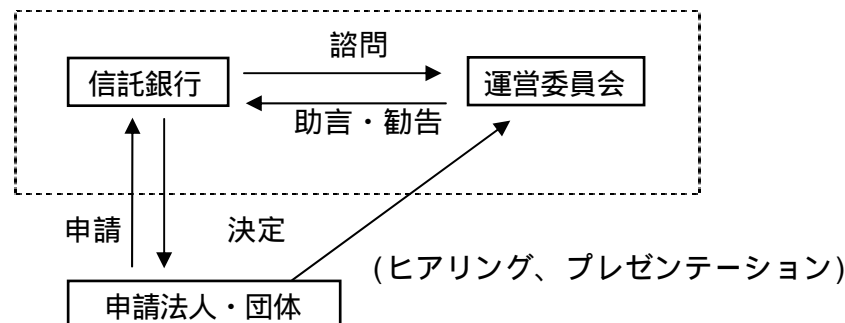 諮問
信託銀行
運営委員会
助言・勧告
申請
決定
(ヒアリング、プレゼンテーション)
申請法人・団体